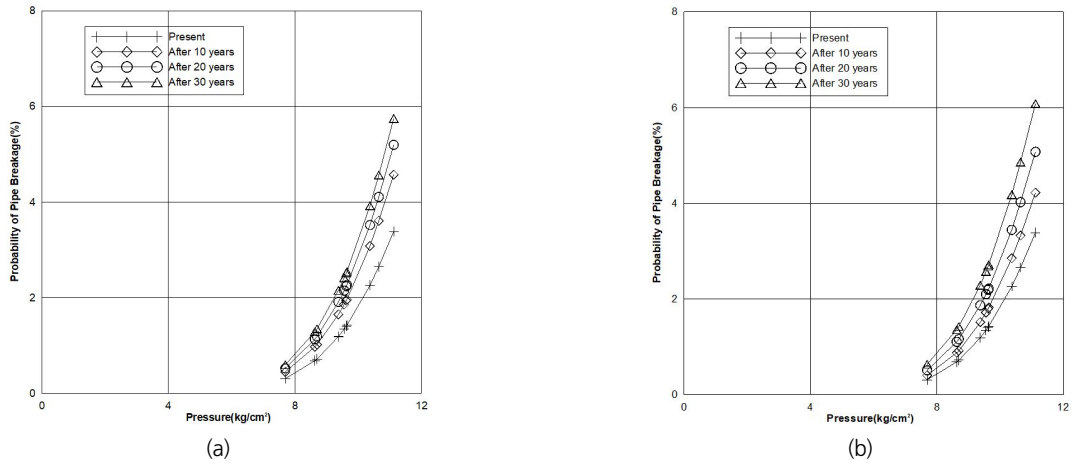 8
Present
After 10 years
After 20 years
After 30 years
6
4
2
0
Probability of Pipe Breakage(%)
0 4 8 12
Pressure(kg/cm²)
(a)
8
Present
After 10 years
After 20 years
After 30 years
6
4
2
0
Probability of Pipe Breakage(%)
0 4 8 12
Pressure(kg/cm²)
(b)